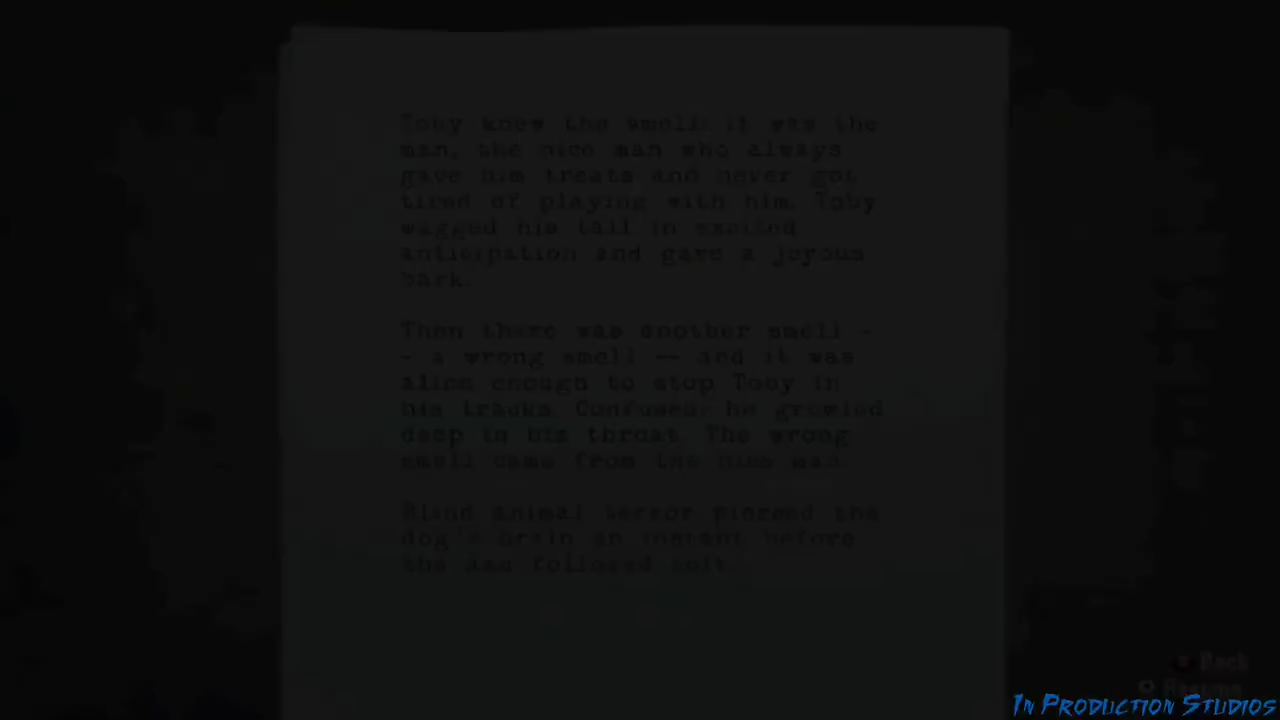 Toby knew the smell: it was the
man, the nice man who always
gave him treats and never got
tired of playing with him. Toby
wagged his tail in excited
anticipation and gave a joyous
bark.
Then there was another smell -
- a wrong smell -- and it was
alien enough to stop Toby in
his tracks. Confused, he growled
deep in his throat. The wrong
smell came from the nice man.
Blind animal terror pierced the
dog's brain an instant before
the axe followed suit.
Back
Resume
In Production Studios